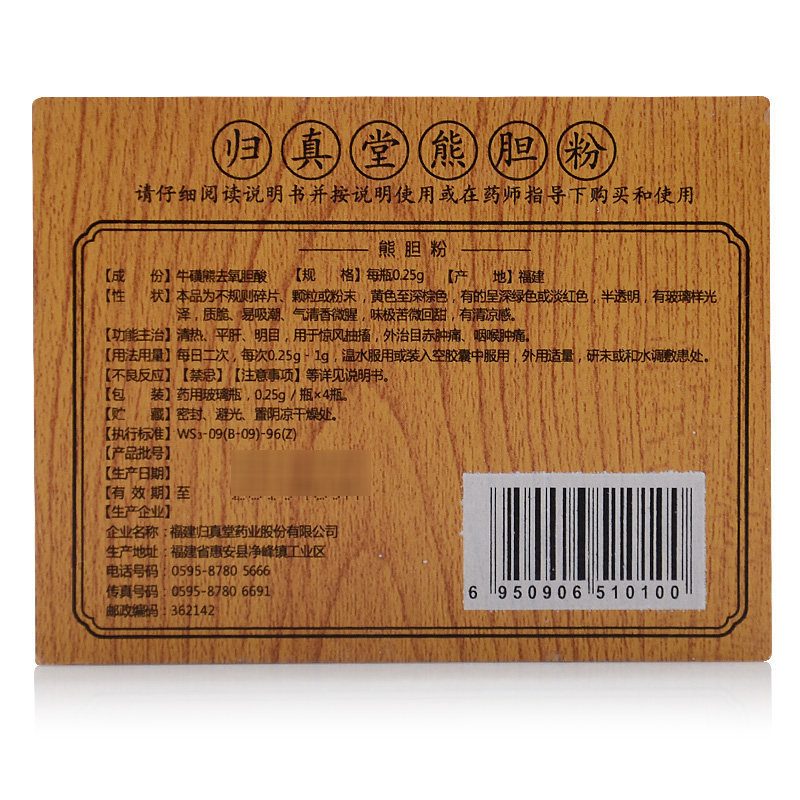 归真堂熊胆粉
请仔细阅读说明书并按说明使用或在药师指导下购买和使用
熊胆粉
【成 份】牛磺熊去氧胆酸 【规 格】每瓶0.25g 【产 地】福建
【性 状】本品为不规则碎片、颗粒或粉末，黄色至深棕色，有的呈深绿色或淡红色，半透明，有玻璃样光
泽，质脆、易吸潮、气清香微腥，味极苦微回甜，有清凉感。
【功能主治】清热、平肝、明目，用于惊风抽搐，外治目赤肿痛、咽喉肿痛。
【用法用量】每日二次，每次0.25g - 1g，温水服用或装入空胶囊中服用，外用适量，研末或和水调敷患处。
【不良反应】【禁忌】【注意事项】等详见说明书。
【包 装】药用玻璃瓶，0.25g / 瓶×4瓶。
【贮 藏】密封、避光、置阴凉干燥处。
【执行标准】WS₃-09(B-09)-96(Z)
【产品批号】
【生产日期】
【有 效 期】至
【生产企业】
企业名称：福建归真堂药业股份有限公司
生产地址：福建省惠安县净峰镇工业区
电话号码：0595-8780 5666
传真号码：0595-8780 6691
邮政编码：362142
6 950906 510100